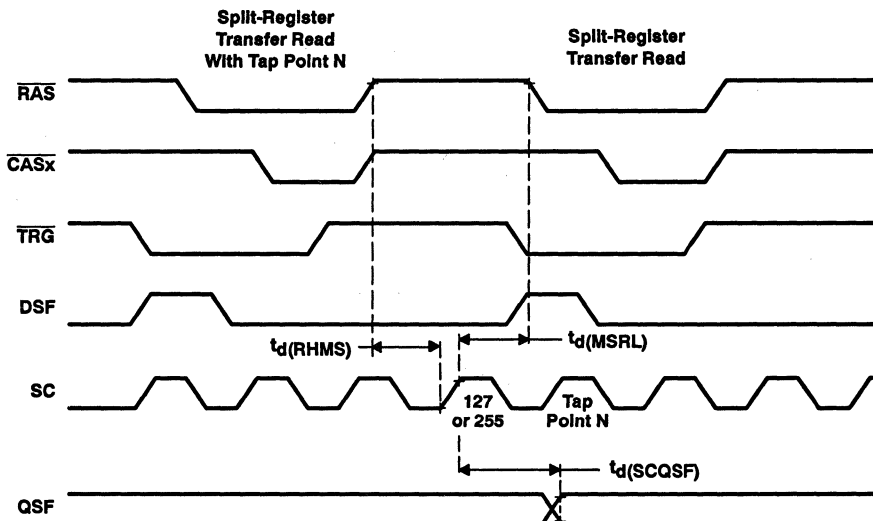 Split-Register
Transfer Read
With Tap Point N
Split-Register
Transfer Read
RAS
CASx
TRG
DSF
td(RHMS)
td(MSRL)
SC
127
or 255
Tap
Point N
td(SCQSF)
QSF